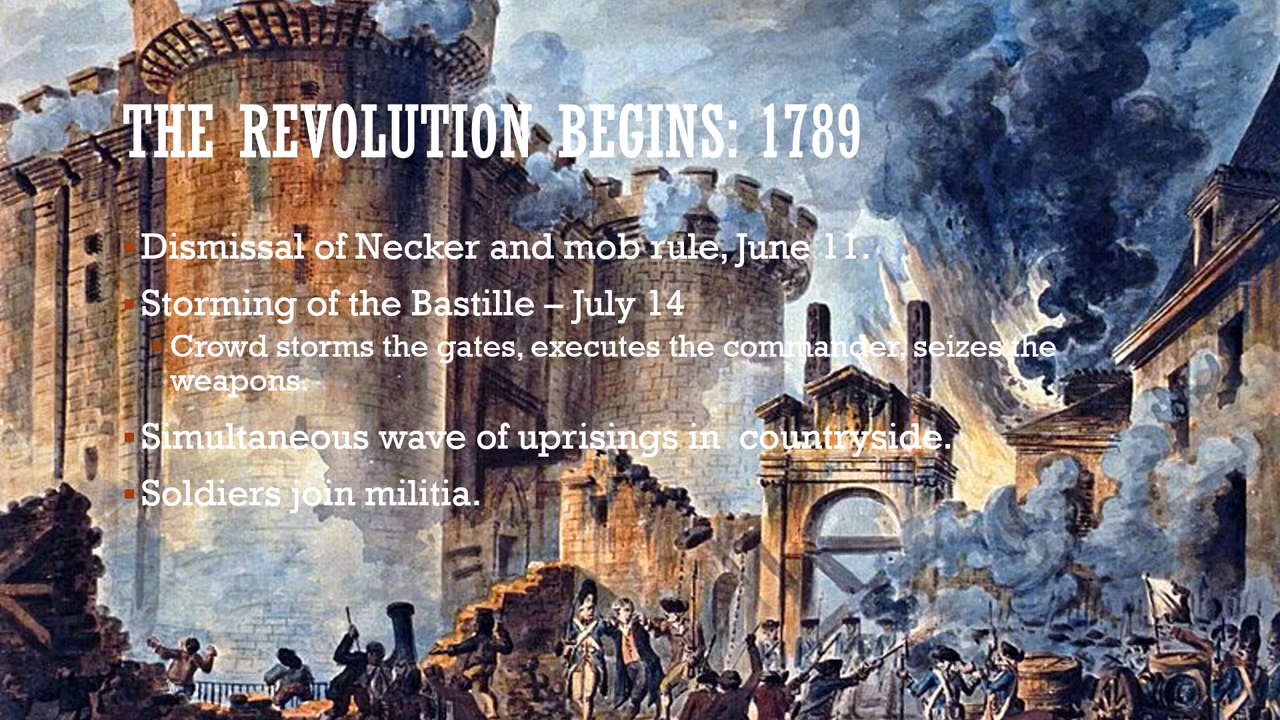 THE REVOLUTION BEGINS: 1789
Dismissal of Necker and mob rule, June 11.
Storming of the Bastille – July 14
Crowd storms the gates, executes the commander, seizes the
weapons.
Simultaneous wave of uprisings in  countryside.
Soldiers join militia.